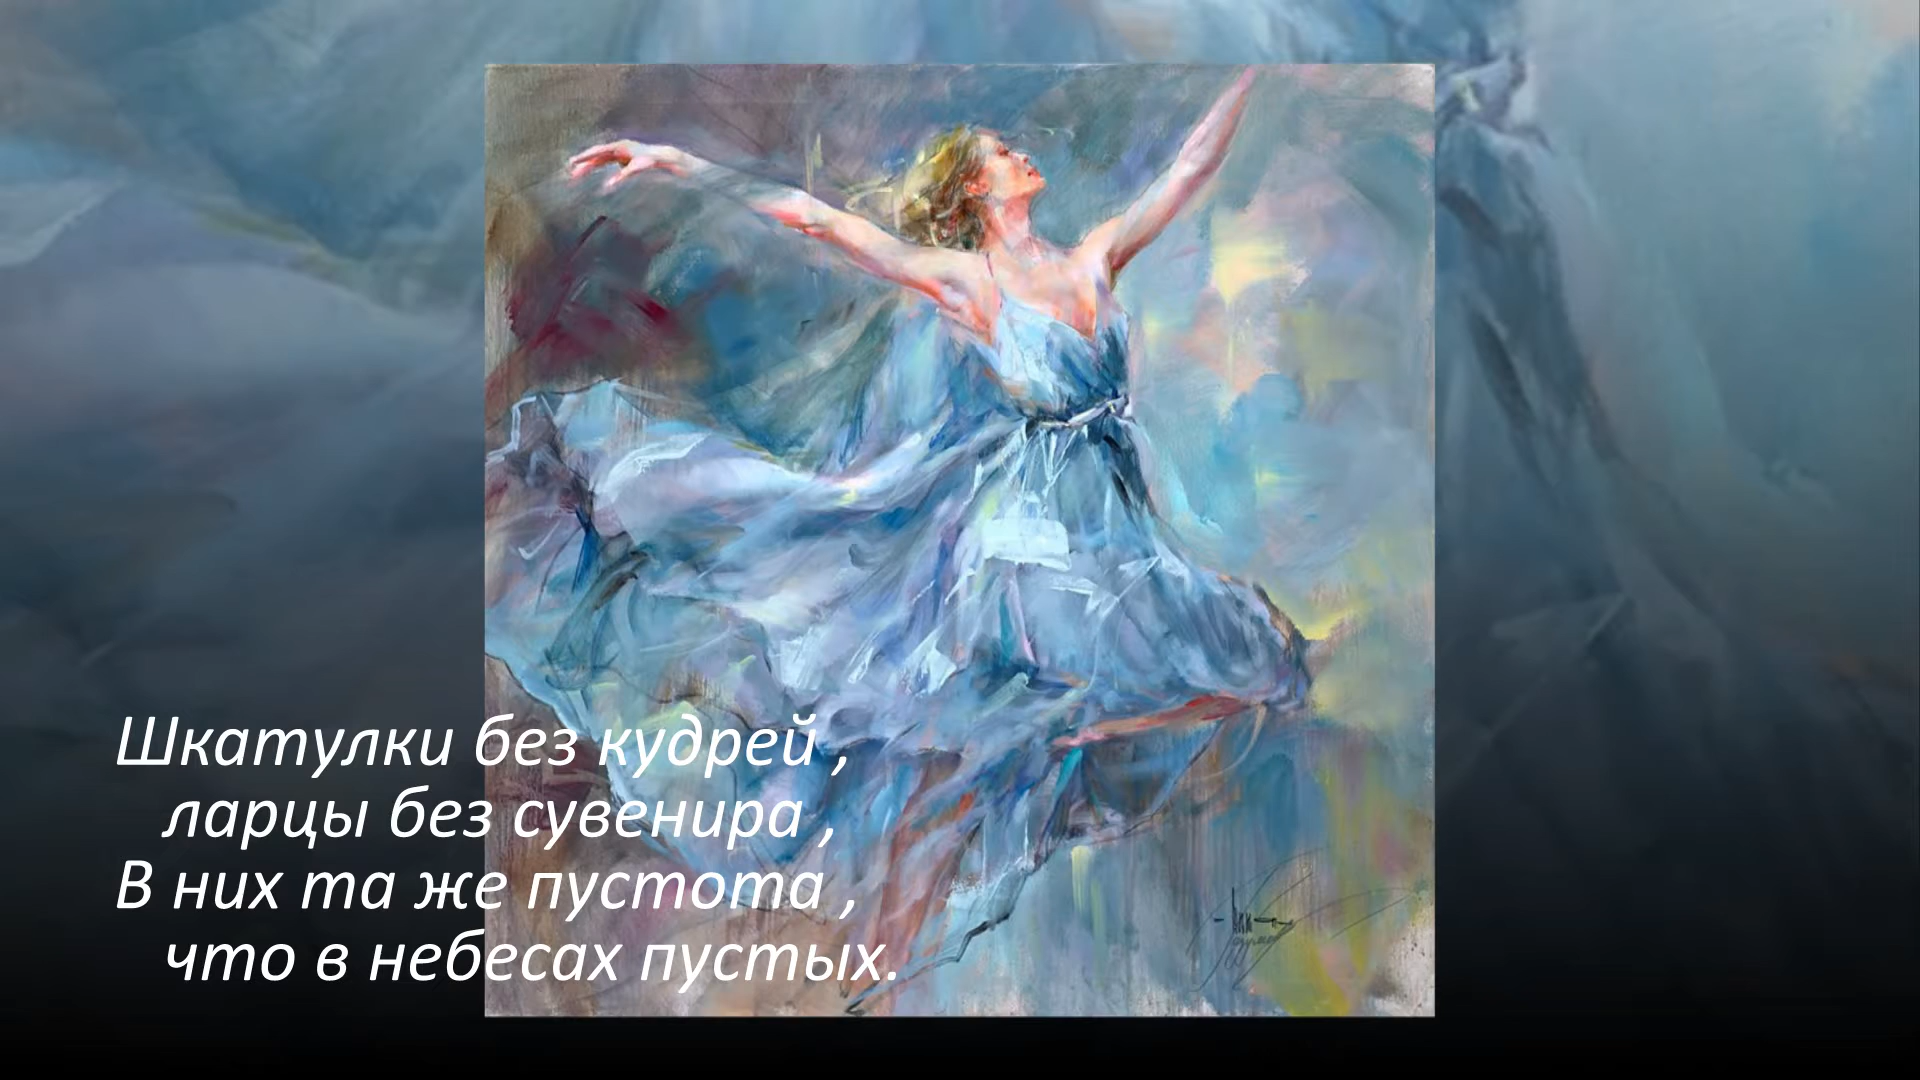 Шкатулки без кудрей ,
ларцы без сувенира ,
В них та же пустота ,
что в небесах пустых.